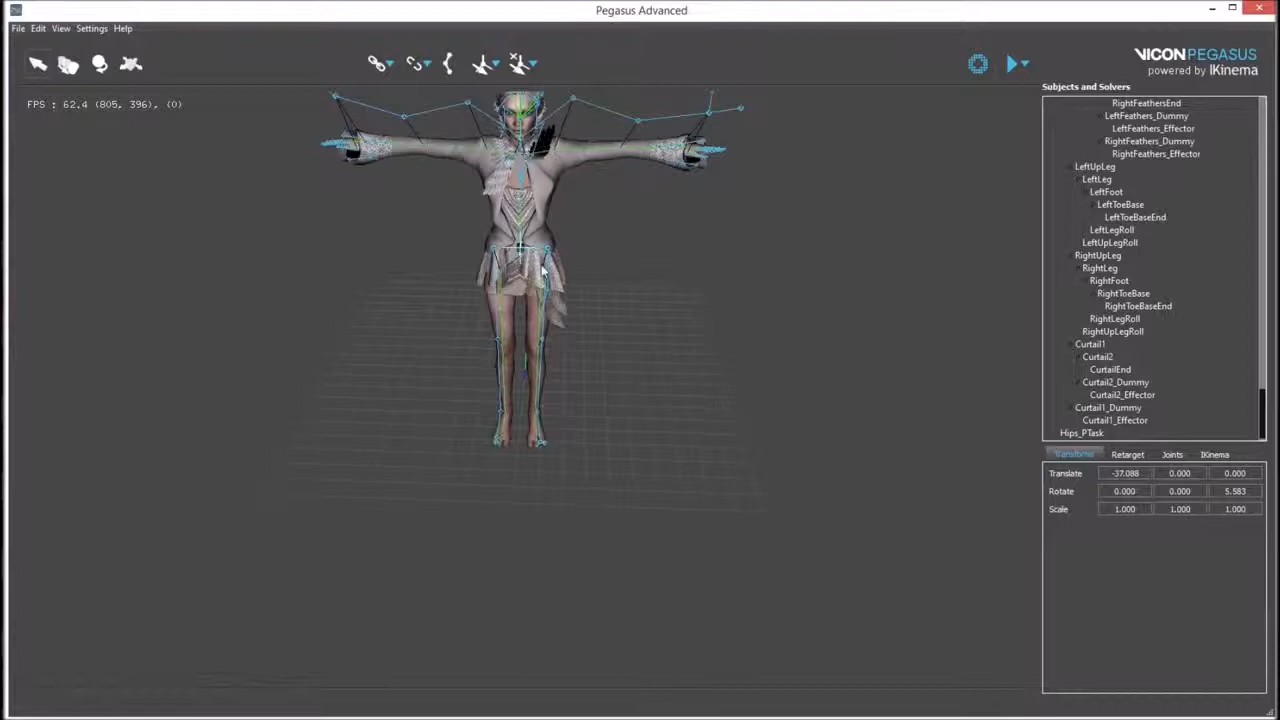 Pegasus Advanced
File Edit View Settings Help
VICON PEGASUS
powered by IKinema
FPS : 62.4 (805, 396), (0)
Subjects and Solvers
RightFeathersEnd
LeftFeathers_Dummy
LeftFeathers_Effector
RightFeathers_Dummy
RightFeathers_Effector
LeftUpLeg
LeftLeg
LeftFoot
LeftToeBase
LeftToeBaseEnd
LeftLegRoll
LeftUpLegRoll
RightUpLeg
RightLeg
RightFoot
RightToeBase
RightToeBaseEnd
RightLegRoll
RightUpLegRoll
Curtail1
Curtail2
CurtailEnd
Curtail2_Dummy
Curtail2_Effector
Curtail1_Dummy
Curtail1_Effector
Hips_PTask
Transforms Retarget Joints IKinema
Translate -37.088 0.000 0.000
Rotate 0.000 0.000 5.583
Scale 1.000 1.000 1.000